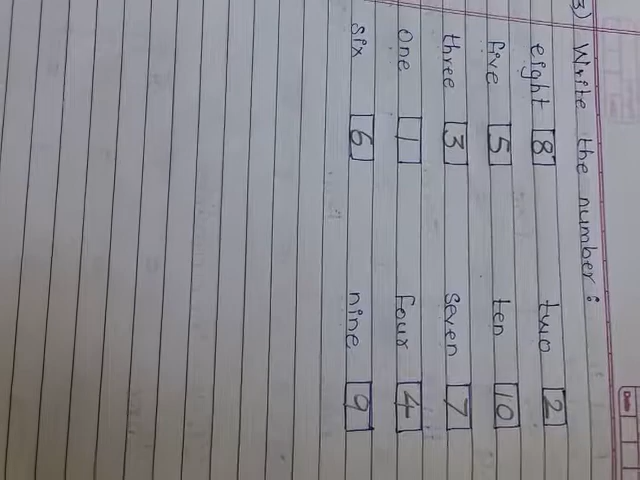 3) Write the number :
eight 8 two 2
five 5 ten 10
three 3 seven 7
one 1 four 4
six 6 nine 9
Date